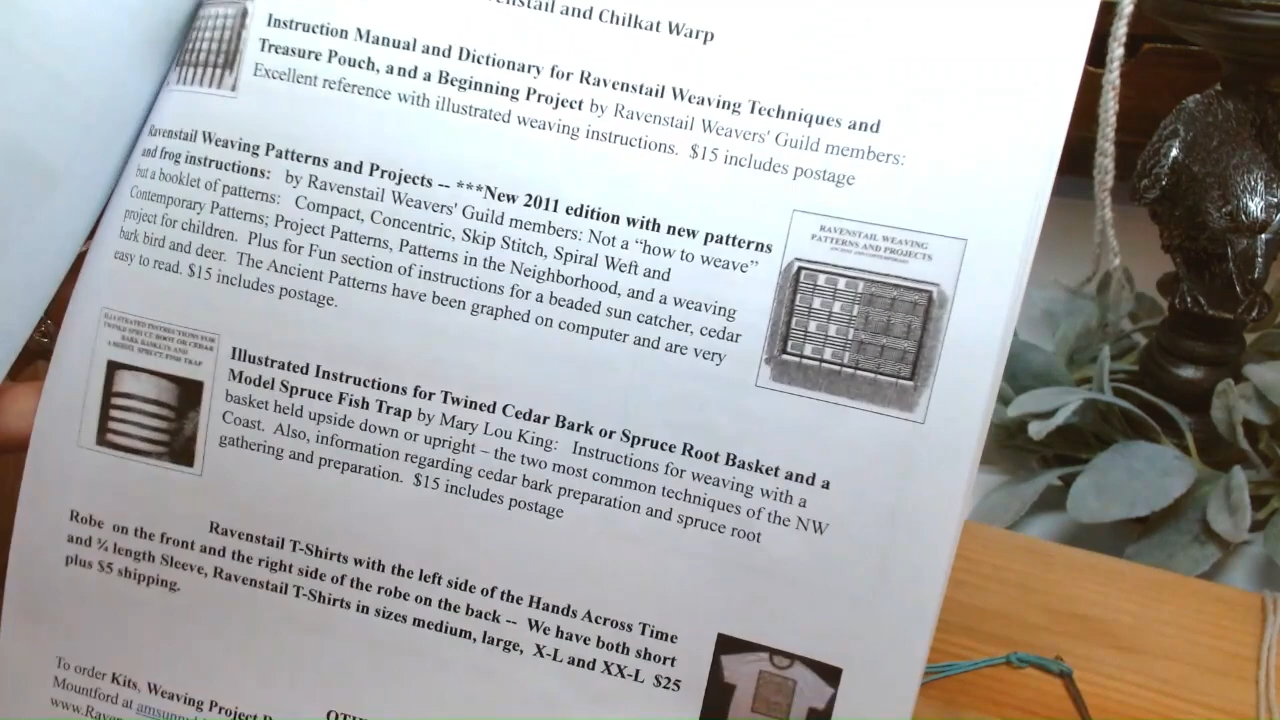 and Chilkat Warp
Instruction Manual and Dictionary for Ravenstail Weaving Techniques and
Treasure Pouch, and a Beginning Project by Ravenstail Weavers' Guild members:
Excellent reference with illustrated weaving instructions. $15 includes postage
Ravenstail Weaving Patterns and Projects -- ***New 2011 edition with new patterns
and frog instructions: by Ravenstail Weavers' Guild members: Not a “how to weave”
but a booklet of patterns: Compact, Concentric, Skip Stitch, Spiral Weft and
Contemporary Patterns; Project Patterns, Patterns in the Neighborhood, and a weaving
project for children. Plus for Fun section of instructions for a beaded sun catcher, cedar
bark bird and deer. The Ancient Patterns have been graphed on computer and are very
easy to read. $15 includes postage.
RAVENSTAIL WEAVING
PATTERNS AND PROJECTS
ILLUSTRATED INSTRUCTIONS FOR
TWINED SPRUCE ROOT OR CEDAR
BARK BASKETS AND
A MODEL SPRUCE FISH TRAP
Illustrated Instructions for Twined Cedar Bark or Spruce Root Basket and a
Model Spruce Fish Trap by Mary Lou King: Instructions for weaving with a
basket held upside down or upright – the two most common techniques of the NW
Coast. Also, information regarding cedar bark preparation and spruce root
gathering and preparation. $15 includes postage
Ravenstail T-Shirts with the left side of the Hands Across Time
Robe on the front and the right side of the robe on the back -- We have both short
and ¾ length Sleeve, Ravenstail T-Shirts in sizes medium, large, X-L and XX-L $25
plus $5 shipping.
To order Kits, Weaving Project
Mountford at